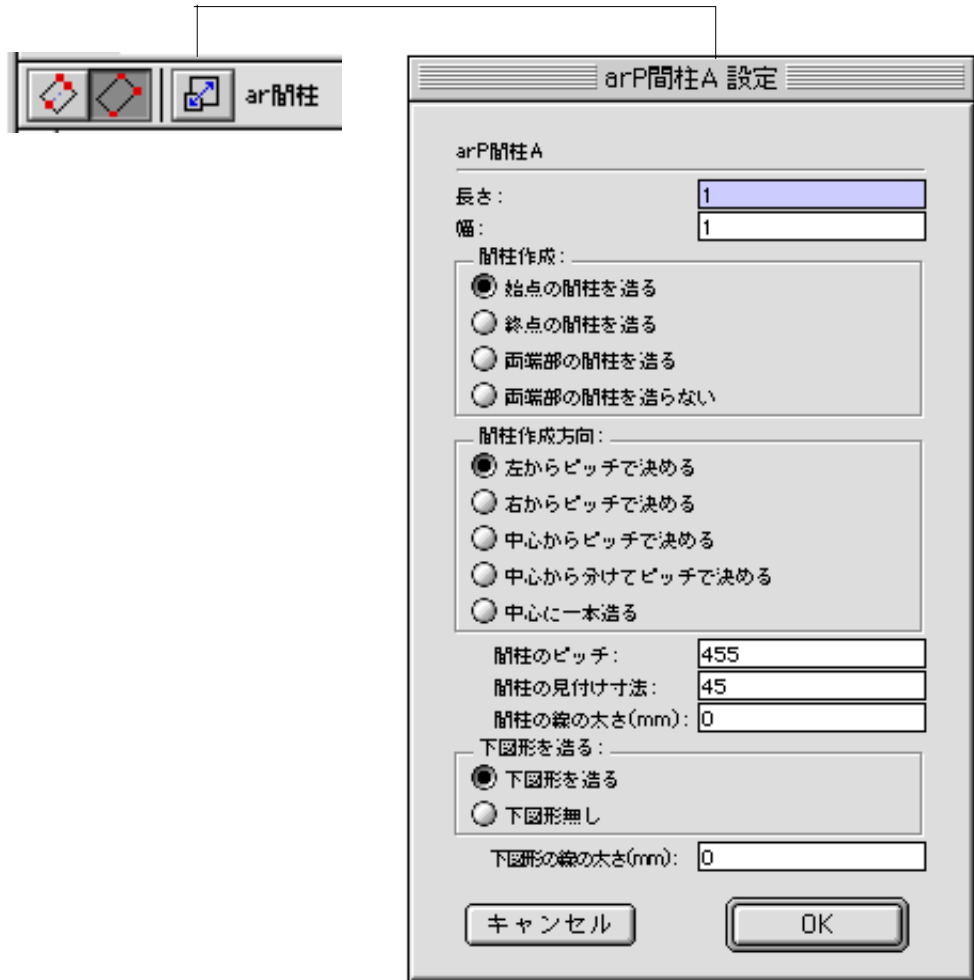 ar間柱
arP間柱A 設定
arP間柱A
長さ: 1
幅: 1
間柱作成:
始点の間柱を造る
終点の間柱を造る
両端部の間柱を造る
両端部の間柱を造らない
間柱作成方向:
左からピッチで決める
右からピッチで決める
中心からピッチで決める
中心から分けてピッチで決める
中心に一本造る
間柱のピッチ: 455
間柱の見付け寸法: 45
間柱の線の太さ(mm): 0
下図形を造る:
下図形を造る
下図形無し
下図形の線の太さ(mm): 0
キャンセル OK